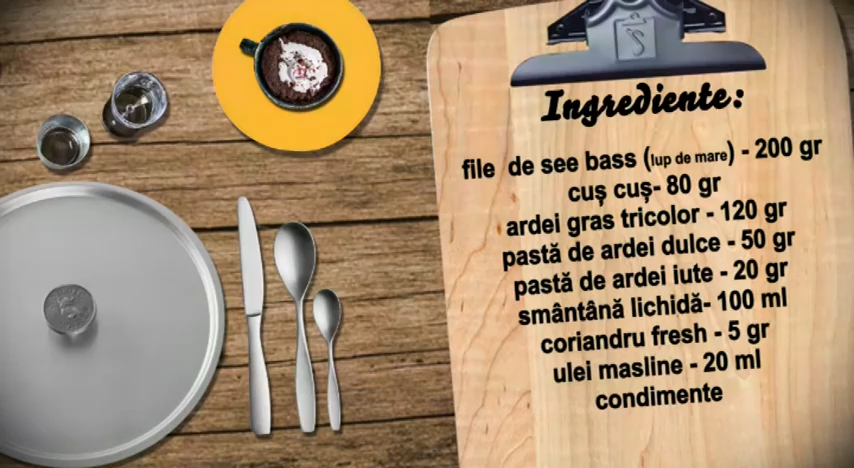 Ingrediente:
file de see bass (lup de mare) - 200 gr
cuș cuș- 80 gr
ardei gras tricolor - 120 gr
pastă de ardei dulce - 50 gr
pastă de ardei iute - 20 gr
smântână lichidă- 100 ml
coriandru fresh - 5 gr
ulei masline - 20 ml
condimente